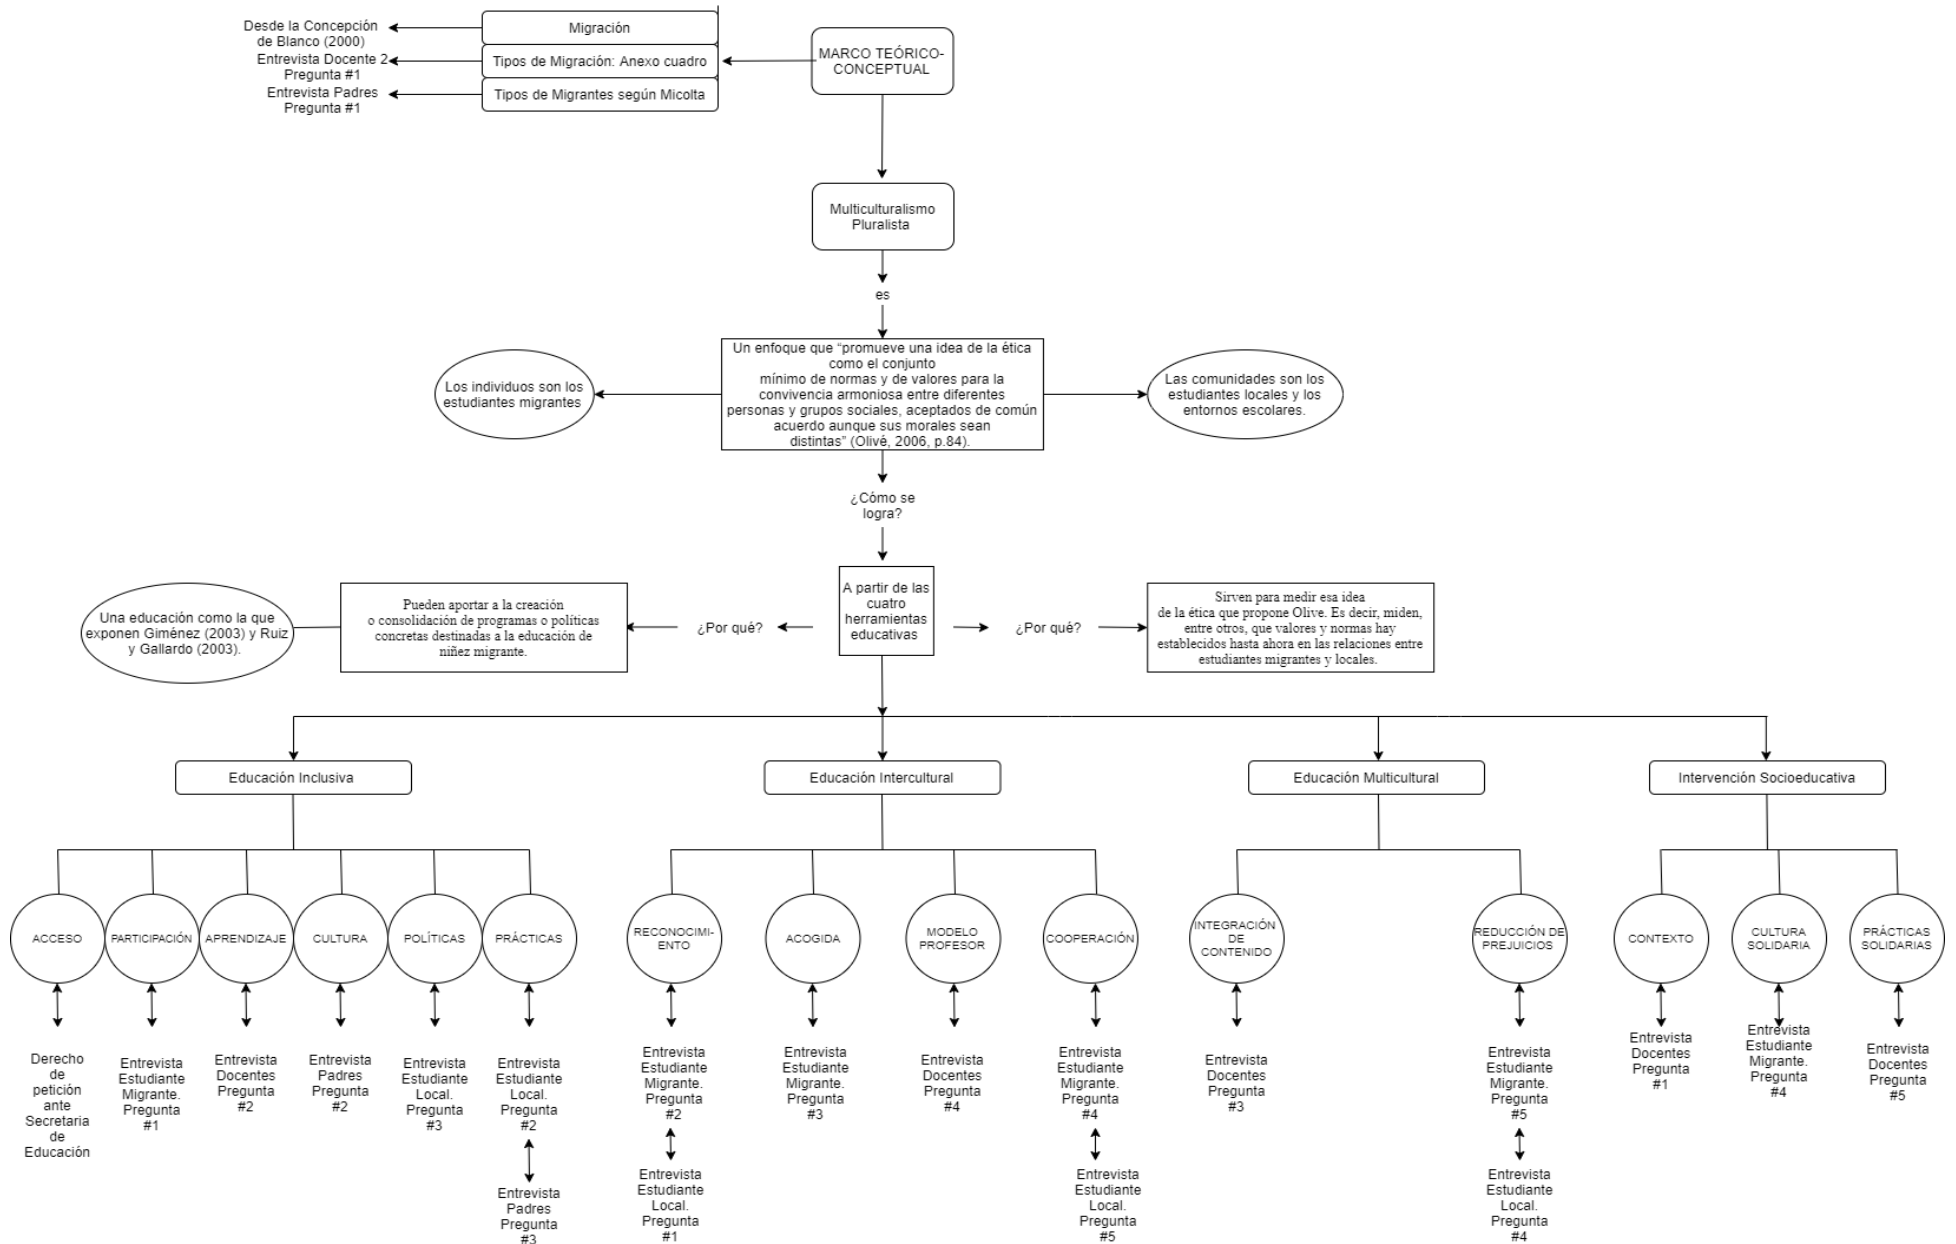 Desde la Concepción
de Blanco (2000)
Entrevista Docente 2
Pregunta #1
Entrevista Padres
Pregunta #1
Migración
Tipos de Migración: Anexo cuadro
Tipos de Migrantes según Micolta
MARCO TEÓRICO-
CONCEPTUAL
Multiculturalismo
Pluralista
es
Los individuos son los
estudiantes migrantes
Un enfoque que “promueve una idea de la ética
como el conjunto
mínimo de normas y de valores para la
convivencia armoniosa entre diferentes
personas y grupos sociales, aceptados de común
acuerdo aunque sus morales sean
distintas” (Olivé, 2006, p.84).
Las comunidades son los
estudiantes locales y los
entornos escolares.
¿Cómo se
logra?
Una educación como la que
exponen Giménez (2003) y Ruiz
y Gallardo (2003).
Pueden aportar a la creación
o consolidación de programas o políticas
concretas destinadas a la educación de
niñez migrante.
¿Por qué?
A partir de las
cuatro
herramientas
educativas
¿Por qué?
Sirven para medir esa idea
de la ética que propone Olive. Es decir, miden,
entre otros, que valores y normas hay
establecidos hasta ahora en las relaciones entre
estudiantes migrantes y locales.
Educación Inclusiva
Educación Intercultural
Educación Multicultural
Intervención Socioeducativa
ACCESO
PARTICIPACIÓN
APRENDIZAJE
CULTURA
POLÍTICAS
PRÁCTICAS
RECONOCIMI-
ENTO
ACOGIDA
MODELO
PROFESOR
COOPERACIÓN
INTEGRACIÓN
DE
CONTENIDO
REDUCCIÓN DE
PREJUICIOS
CONTEXTO
CULTURA
SOLIDARIA
PRÁCTICAS
SOLIDARIAS
Derecho
de
petición
ante
Secretaria
de
Educación
Entrevista
Estudiante
Migrante.
Pregunta
#1
Entrevista
Docentes
Pregunta
#2
Entrevista
Padres
Pregunta
#2
Entrevista
Estudiante
Local.
Pregunta
#3
Entrevista
Estudiante
Local.
Pregunta
#2
Entrevista
Padres
Pregunta
#3
Entrevista
Estudiante
Migrante.
Pregunta
#2
Entrevista
Estudiante
Local.
Pregunta
#1
Entrevista
Estudiante
Migrante.
Pregunta
#3
Entrevista
Docentes
Pregunta
#4
Entrevista
Estudiante
Migrante.
Pregunta
#4
Entrevista
Estudiante
Local.
Pregunta
#5
Entrevista
Docentes
Pregunta
#3
Entrevista
Estudiante
Migrante.
Pregunta
#5
Entrevista
Estudiante
Local.
Pregunta
#4
Entrevista
Docentes
Pregunta
#1
Entrevista
Estudiante
Migrante.
Pregunta
#4
Entrevista
Docentes
Pregunta
#5